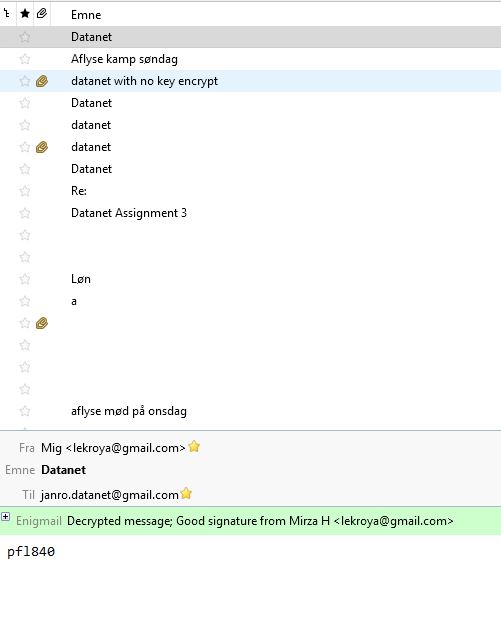 Emne
Datanet
Aflyse kamp søndag
datanet with no key encrypt
Datanet
datanet
datanet
Datanet
Re:
Datanet Assignment 3
Løn
a
aflyse mød på onsdag
Fra Mig <lekroya@gmail.com>
Emne Datanet
Til janro.datanet@gmail.com
Enigmail Decrypted message; Good signature from Mirza H <lekroya@gmail.com>
pfl840